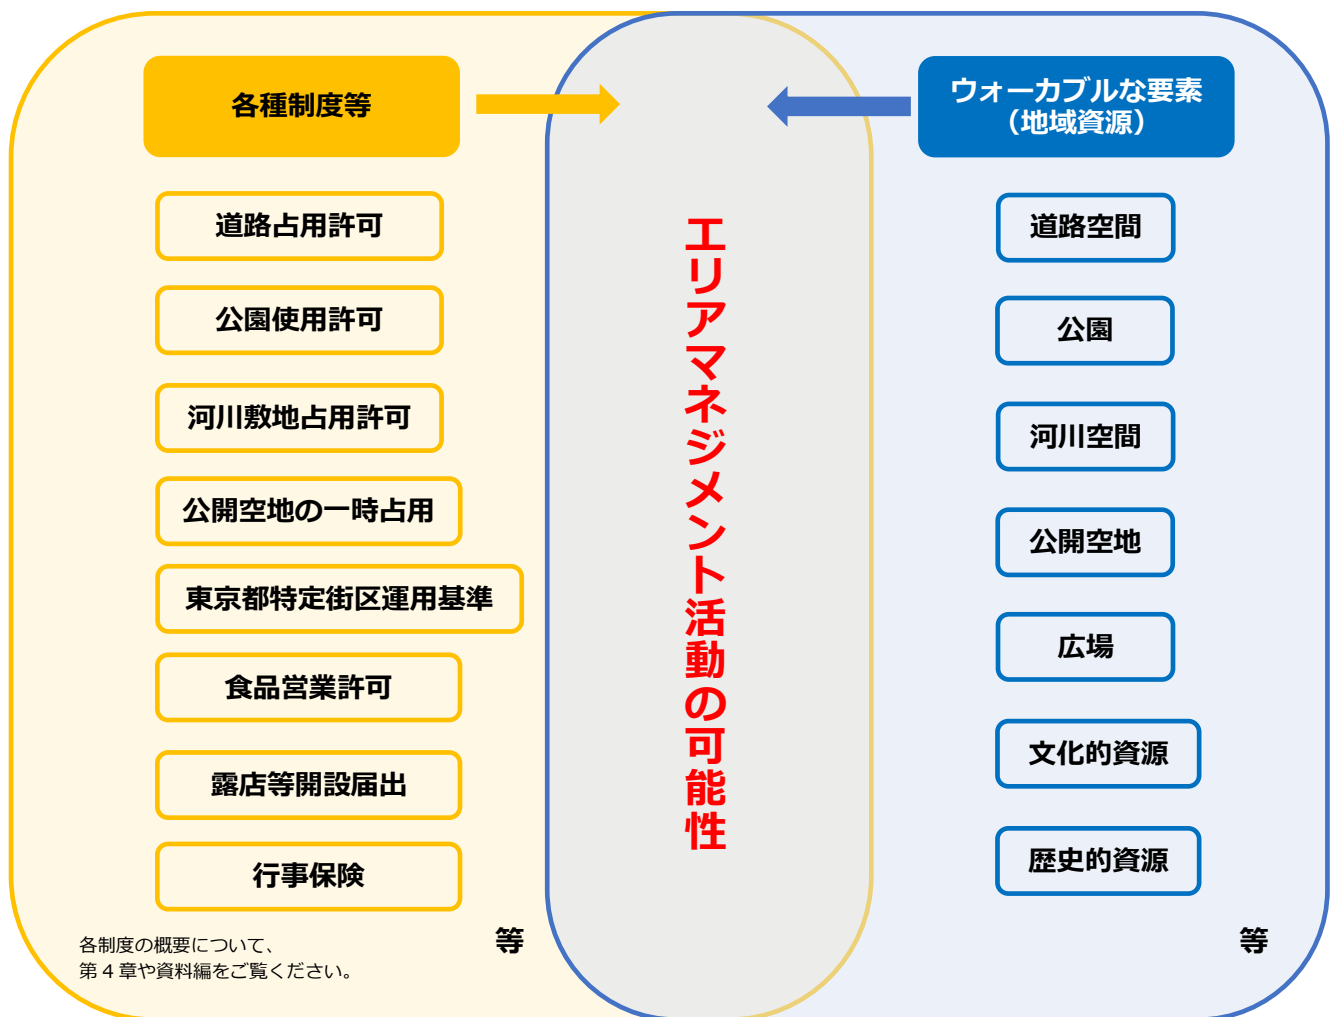 各種制度等
道路占用許可
公園使用許可
河川敷地占用許可
公開空地の一時占用
東京都特定街区運用基準
食品営業許可
露店等開設届出
行事保険
等
各制度の概要について、
第４章や資料編をご覧ください。
エリアマネジメント活動の可能性
ウォーカブルな要素
（地域資源）
道路空間
公園
河川空間
公開空地
広場
文化的資源
歴史的資源
等